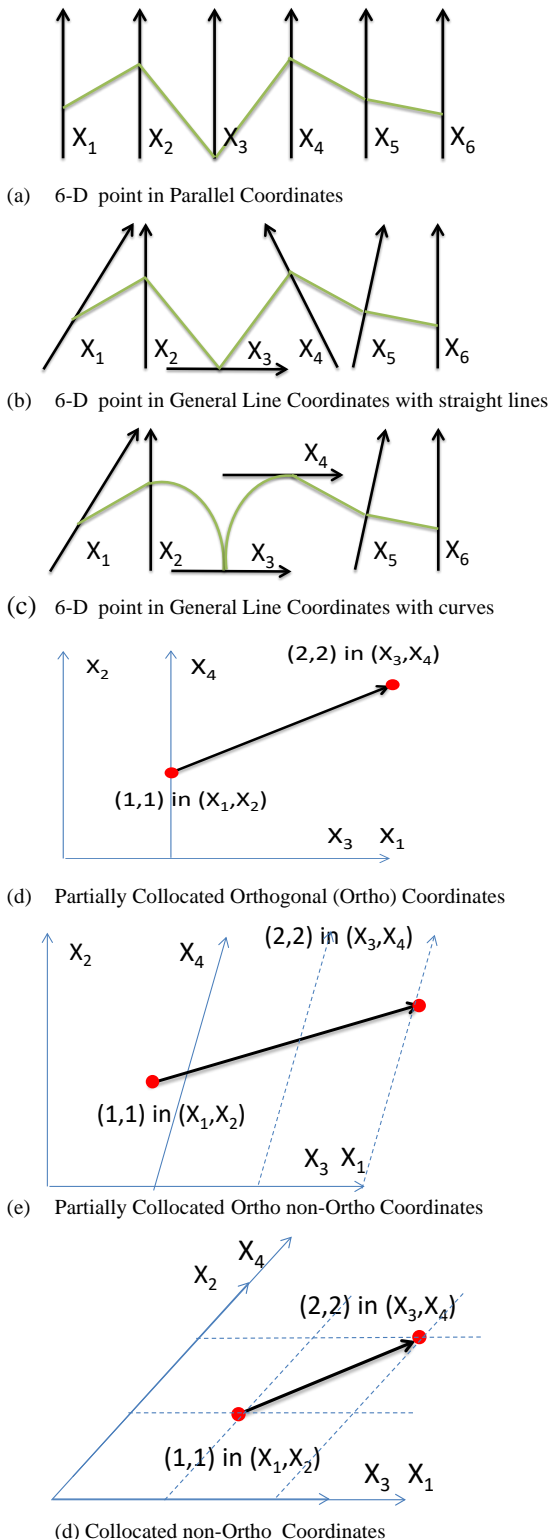 X1 X2 X3 X4 X5 X6
(a) 6-D point in Parallel Coordinates
X1 X2 X3 X4 X5 X6
(b) 6-D point in General Line Coordinates with straight lines
X4
X1 X2 X3 X5 X6
(c) 6-D point in General Line Coordinates with curves
(2,2) in (X3,X4)
X2 X4
(1,1) in (X1,X2)
X3 X1
(d) Partially Collocated Orthogonal (Ortho) Coordinates
(2,2) in (X3,X4)
X2 X4
(1,1) in (X1,X2)
X3 X1
(e) Partially Collocated Ortho non-Ortho Coordinates
X4
X2
(2,2) in (X3,X4)
(1,1) in (X1,X2)
X3 X1
(d) Collocated non-Ortho Coordinates